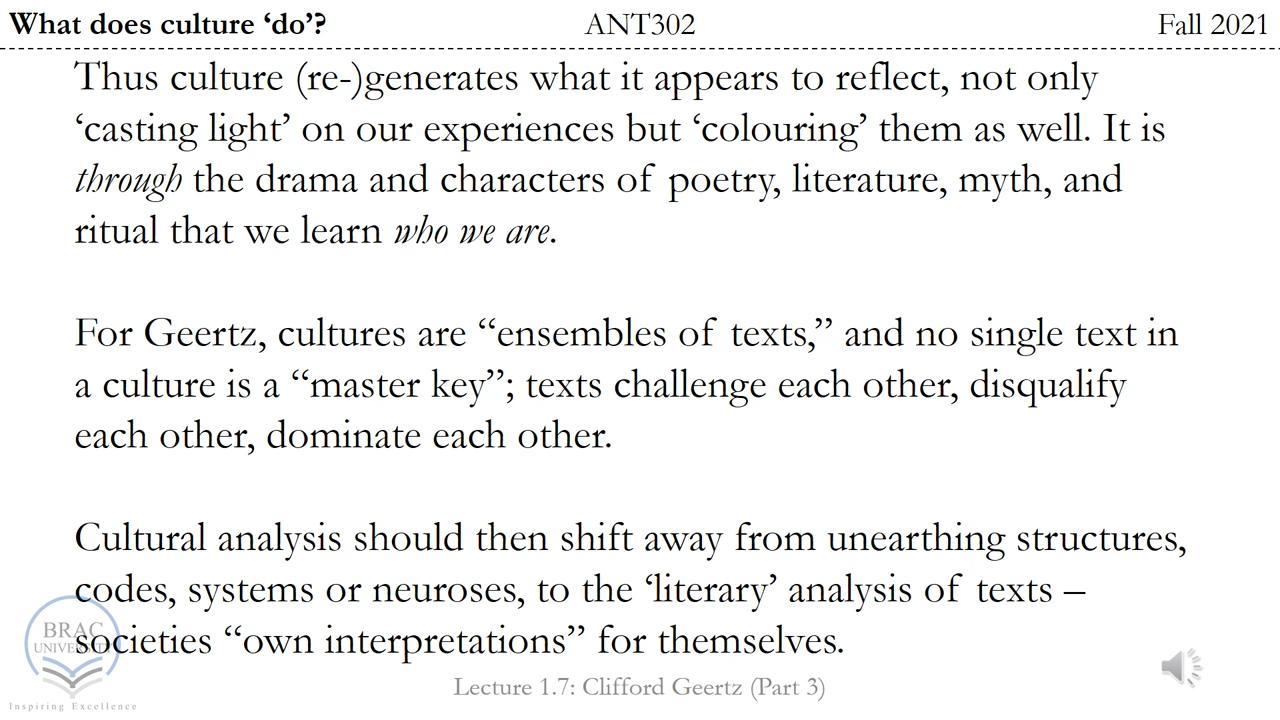 What does culture ‘do’? ANT302 Fall 2021
Thus culture (re-)generates what it appears to reflect, not only
‘casting light’ on our experiences but ‘colouring’ them as well. It is
through the drama and characters of poetry, literature, myth, and
ritual that we learn who we are.
For Geertz, cultures are “ensembles of texts,” and no single text in
a culture is a “master key”; texts challenge each other, disqualify
each other, dominate each other.
Cultural analysis should then shift away from unearthing structures,
codes, systems or neuroses, to the ‘literary’ analysis of texts –
societies “own interpretations” for themselves.
BRAC
UNIVERSITY
Inspiring Excellence
Lecture 1.7: Clifford Geertz (Part 3)